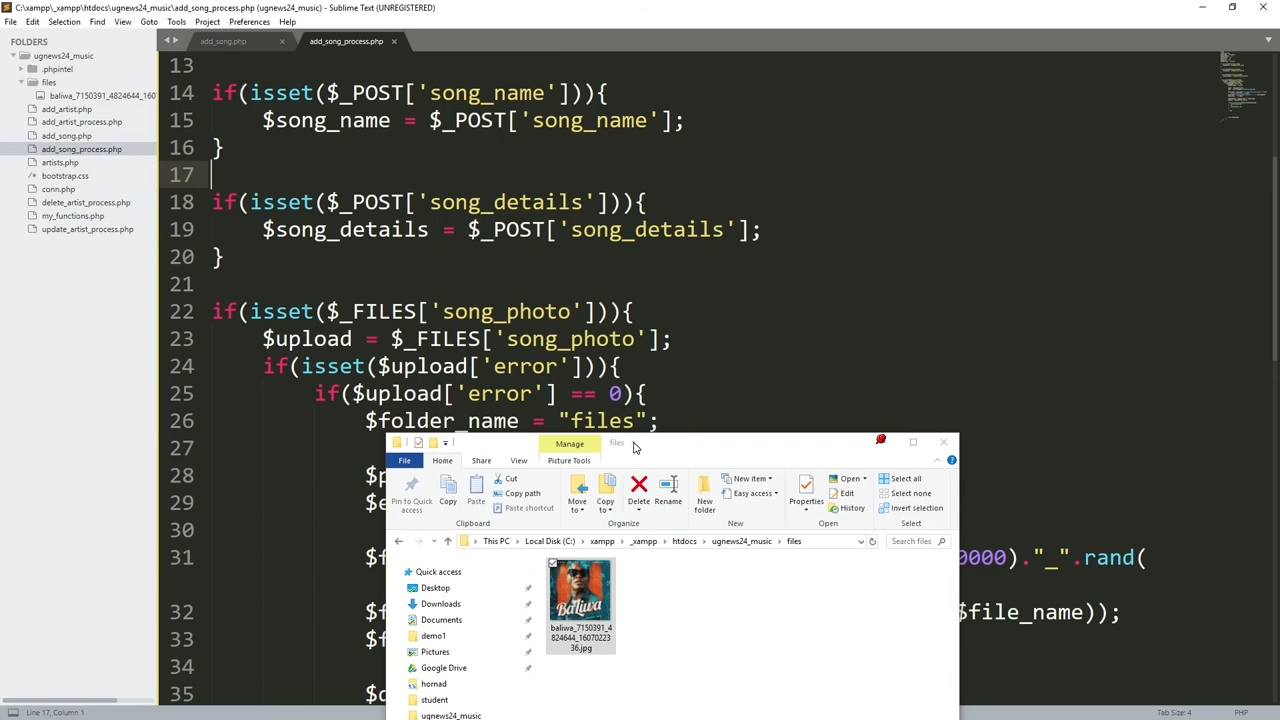 C:\xampp\_xampp\htdocs\ugnews24_music\add_song_process.php (ugnews24_music) - Sublime Text (UNREGISTERED)
File Edit Selection Find View Goto Tools Project Preferences Help
FOLDERS
ugnews24_music
.phpintel
files
baliwa_7150391_4824644_1607
add_artist.php
add_artist_process.php
add_song.php
add_song_process.php
artists.php
bootstrap.css
conn.php
delete_artist_process.php
my_functions.php
update_artist_process.php
add_song.php
add_song_process.php
13
14 if(isset($_POST['song_name'])){
15 $song_name = $_POST['song_name'];
16 }
17
18 if(isset($_POST['song_details'])){
19 $song_details = $_POST['song_details'];
20 }
21
22 if(isset($_FILES['song_photo'])){
23 $upload = $_FILES['song_photo'];
24 if(isset($upload['error'])){
25 if($upload['error'] == 0){
26 $folder_name = "files";
27
28 $p
29 $e
30
31 $f 0000)."_".rand(
32 $f $file_name));
33 $f
34
35 $d
Manage files
File Home Share View Picture Tools
Pin to Quick access
Copy
Paste
Cut
Copy path
Paste shortcut
Clipboard
Move to
Copy to
Delete
Rename
Organize
New folder
New item
Easy access
New
Properties
Open
Edit
History
Open
Select all
Select none
Invert selection
Select
This PC Local Disk (C:) xampp _xampp htdocs ugnews24_music files
Search files
Quick access
Desktop
Downloads
Documents
demo1
Pictures
Google Drive
hornad
student
ugnews24_music
BaLiwa
baliwa_7150391_4
824644_16070223
36.jpg
Line 17, Column 1
Tab Size: 4
PHP